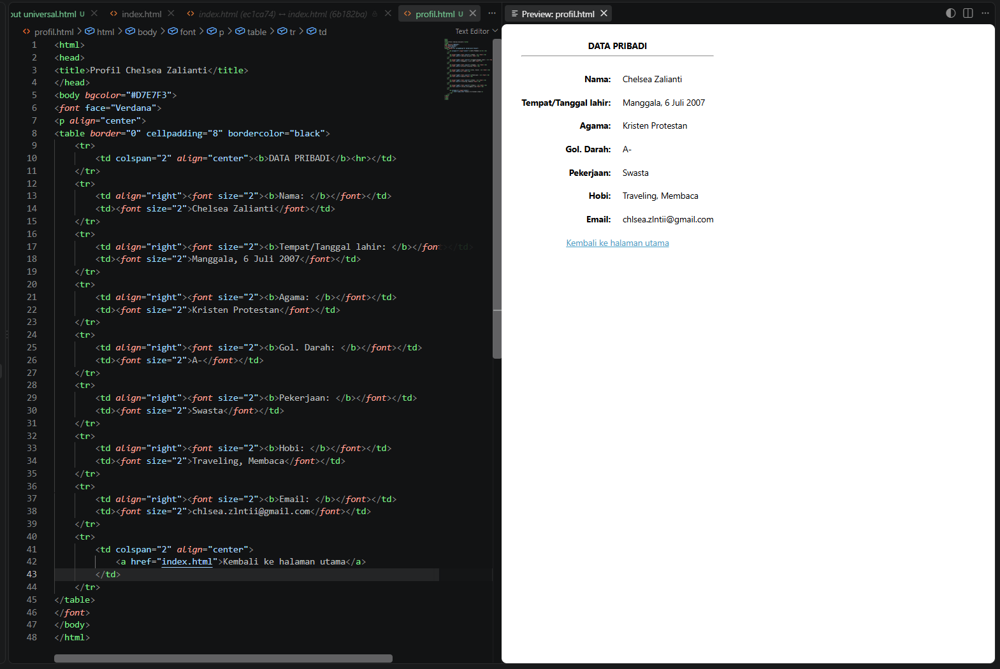 out universal.html U
index.html
index.html (ec1ca74) ↔ index.html (6b182ba)
profil.html U
Preview: profil.html
profil.html > html > body > font > p > table > tr > td
Text Editor
1 <html>
2 <head>
3 <title>Profil Chelsea Zalianti</title>
4 </head>
5 <body bgcolor="#D7E7F3">
6 <font face="Verdana">
7 <p align="center">
8 <table border="0" cellpadding="8" bordercolor="black">
9 <tr>
10 <td colspan="2" align="center"><b>DATA PRIBADI</b><hr></td>
11 </tr>
12 <tr>
13 <td align="right"><font size="2"><b>Nama: </b></font></td>
14 <td><font size="2">Chelsea Zalianti</font></td>
15 </tr>
16 <tr>
17 <td align="right"><font size="2"><b>Tempat/Tanggal lahir: </b></font></td>
18 <td><font size="2">Manggala, 6 Juli 2007</font></td>
19 </tr>
20 <tr>
21 <td align="right"><font size="2"><b>Agama: </b></font></td>
22 <td><font size="2">Kristen Protestan</font></td>
23 </tr>
24 <tr>
25 <td align="right"><font size="2"><b>Gol. Darah: </b></font></td>
26 <td><font size="2">A-</font></td>
27 </tr>
28 <tr>
29 <td align="right"><font size="2"><b>Pekerjaan: </b></font></td>
30 <td><font size="2">Swasta</font></td>
31 </tr>
32 <tr>
33 <td align="right"><font size="2"><b>Hobi: </b></font></td>
34 <td><font size="2">Traveling, Membaca</font></td>
35 </tr>
36 <tr>
37 <td align="right"><font size="2"><b>Email: </b></font></td>
38 <td><font size="2">chlsea.zlntii@gmail.com</font></td>
39 </tr>
40 <tr>
41 <td colspan="2" align="center">
42 <a href="index.html">Kembali ke halaman utama</a>
43 </td>
44 </tr>
45 </table>
46 </font>
47 </body>
48 </html>
DATA PRIBADI
Nama: Chelsea Zalianti
Tempat/Tanggal lahir: Manggala, 6 Juli 2007
Agama: Kristen Protestan
Gol. Darah: A-
Pekerjaan: Swasta
Hobi: Traveling, Membaca
Email: chlsea.zlntii@gmail.com
Kembali ke halaman utama